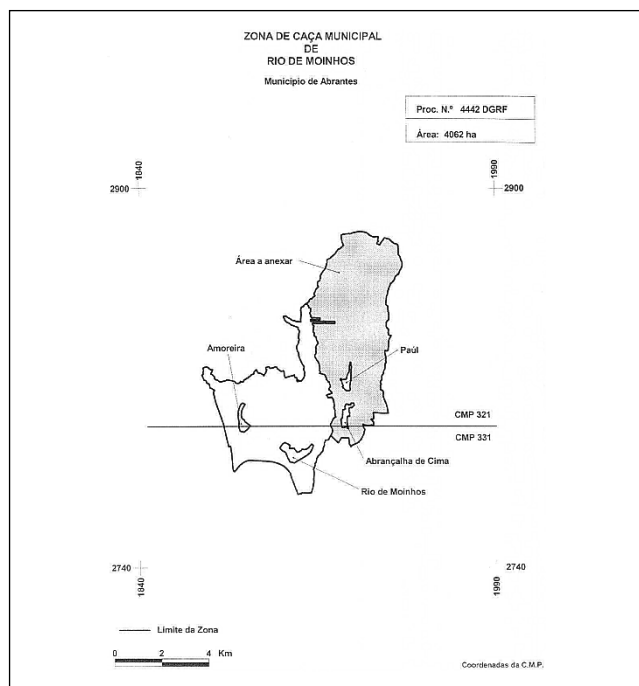 ZONA DE CAÇA MUNICIPAL
DE
RIO DE MOINHOS
Município de Abrantes
Proc. N.º 4442 DGRF
Área: 4062 ha
1840
1990
2900
2900
Área a anexar
Amoreira
Paúl
CMP 321
CMP 331
Abrançalha de Cima
Rio de Moinhos
2740
2740
1840
1990
Limite da Zona
0 2 4 Km
Coordenadas da C.M.P.